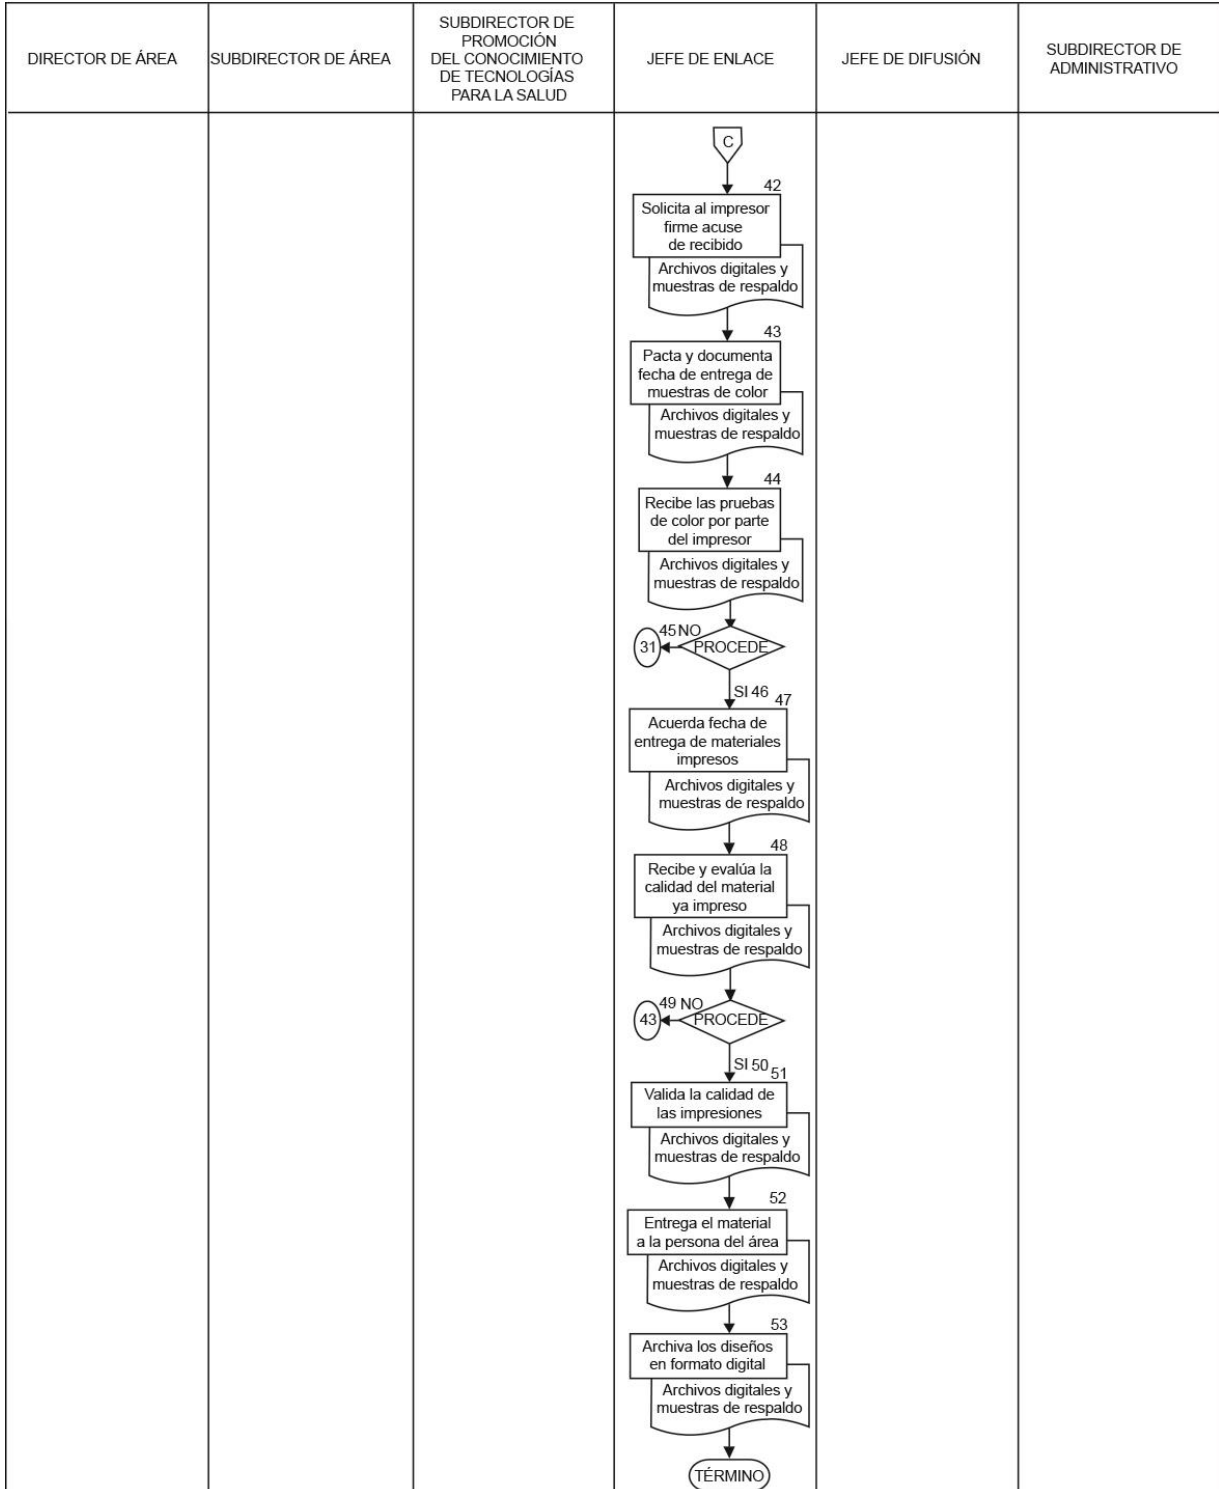 DIRECTOR DE ÁREA
SUBDIRECTOR DE ÁREA
SUBDIRECTOR DE
PROMOCIÓN
DEL CONOCIMIENTO
DE TECNOLOGÍAS
PARA LA SALUD
JEFE DE ENLACE
JEFE DE DIFUSIÓN
SUBDIRECTOR DE
ADMINISTRATIVO
C
42
Solicita al impresor
firme acuse
de recibido
Archivos digitales y
muestras de respaldo
43
Pacta y documenta
fecha de entrega de
muestras de color
Archivos digitales y
muestras de respaldo
44
Recibe las pruebas
de color por parte
del impresor
Archivos digitales y
muestras de respaldo
45 NO
31
PROCEDE
SI 46
47
Acuerda fecha de
entrega de materiales
impresos
Archivos digitales y
muestras de respaldo
48
Recibe y evalúa la
calidad del material
ya impreso
Archivos digitales y
muestras de respaldo
49 NO
43
PROCEDE
SI 50
51
Valida la calidad de
las impresiones
Archivos digitales y
muestras de respaldo
52
Entrega el material
a la persona del área
Archivos digitales y
muestras de respaldo
53
Archiva los diseños
en formato digital
Archivos digitales y
muestras de respaldo
TÉRMINO